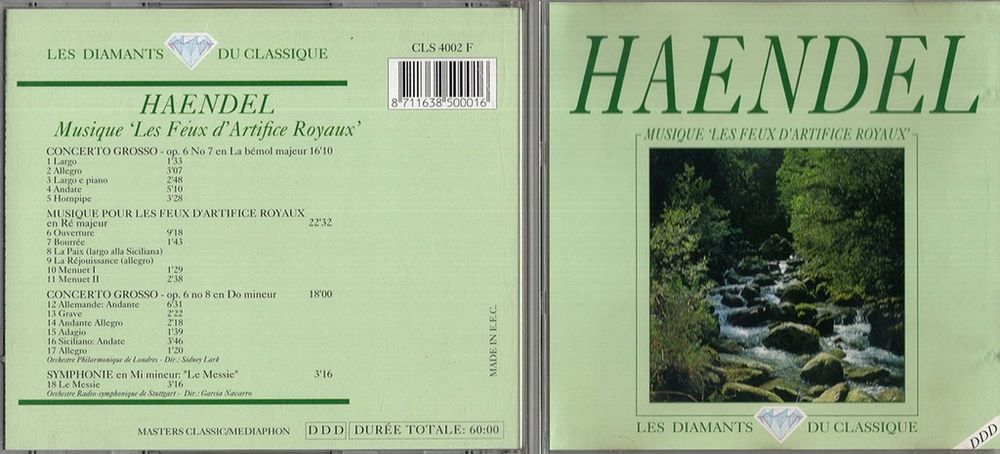 LES DIAMANTS DU CLASSIQUE
CLS 4002 F
8 711638 500016
HAENDEL
Musique 'Les Feux d'Artifice Royaux'
CONCERTO GROSSO - op. 6 No 7 en La bémol majeur 16'10
1 Largo 1'33
2 Allegro 3'07
3 Largo e piano 2'48
4 Andate 5'10
5 Hornpipe 3'28
MUSIQUE POUR LES FEUX D'ARTIFICE ROYAUX
en Ré majeur 22'32
6 Ouverture 9'18
7 Bourrée 1'43
8 La Paix (largo alla Siciliana)
9 La Réjouissance (allegro)
10 Menuet I 1'29
11 Menuet II 2'38
CONCERTO GROSSO - op. 6 no 8 en Do mineur 18'00
12 Allemande: Andante 6'31
13 Grave 2'22
14 Andante Allegro 2'18
15 Adagio 1'39
16 Siciliano: Andate 3'46
17 Allegro 1'20
Orchestre Philarmonique de Londres - Dir.: Sidney Lark
SYMPHONIE en Mi mineur: "Le Messie" 3'16
18 Le Messie 3'16
Orchestre Radio-symphonique de Stuttgart - Dir.: Garcia Navarro
MADE IN E.E.C.
MASTERS CLASSIC/MEDIAPHON DDD DURÉE TOTALE: 60:00
HAENDEL
MUSIQUE 'LES FEUX D'ARTIFICE ROYAUX'
LES DIAMANTS DU CLASSIQUE
DDD